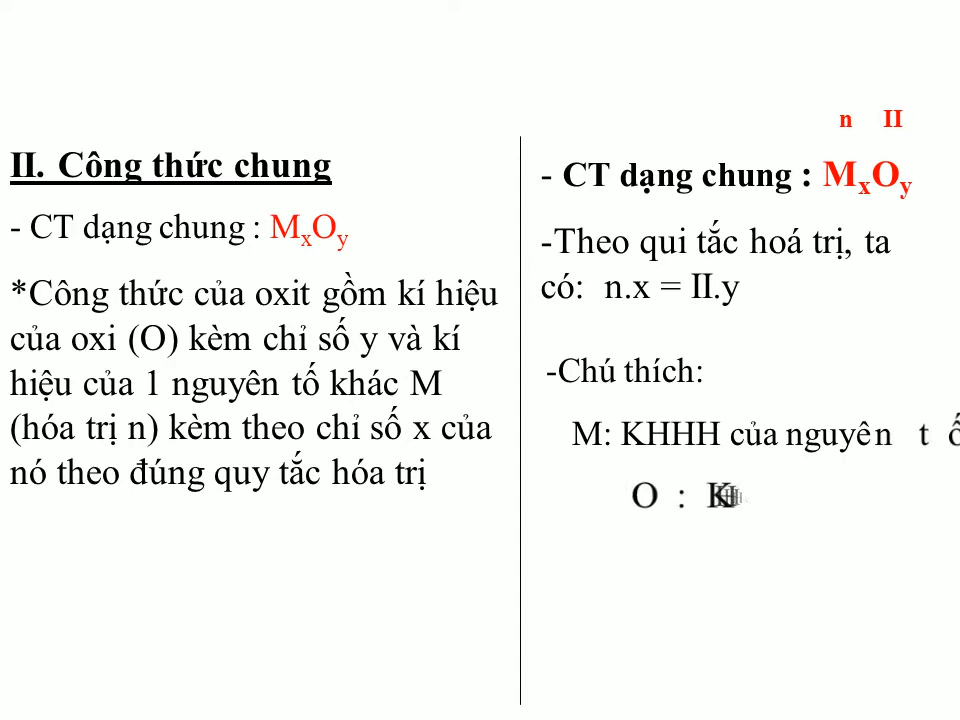 II. Công thức chung
- CT dạng chung : MxOy
*Công thức của oxit gồm kí hiệu
của oxi (O) kèm chỉ số y và kí
hiệu của 1 nguyên tố khác M
(hóa trị n) kèm theo chỉ số x của
nó theo đúng quy tắc hóa trị
n II
- CT dạng chung : MxOy
-Theo qui tắc hoá trị, ta
có: n.x = II.y
-Chú thích:
M: KHHH của nguyên tố
O :